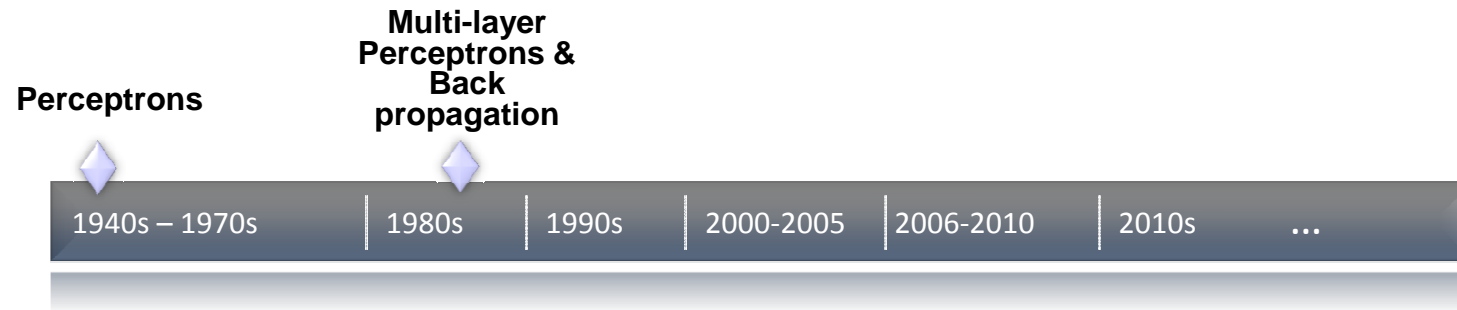 Multi-layer
Perceptrons &
Back
propagation
Perceptrons
1940s – 1970s
1980s
1990s
2000-2005
2006-2010
2010s
...